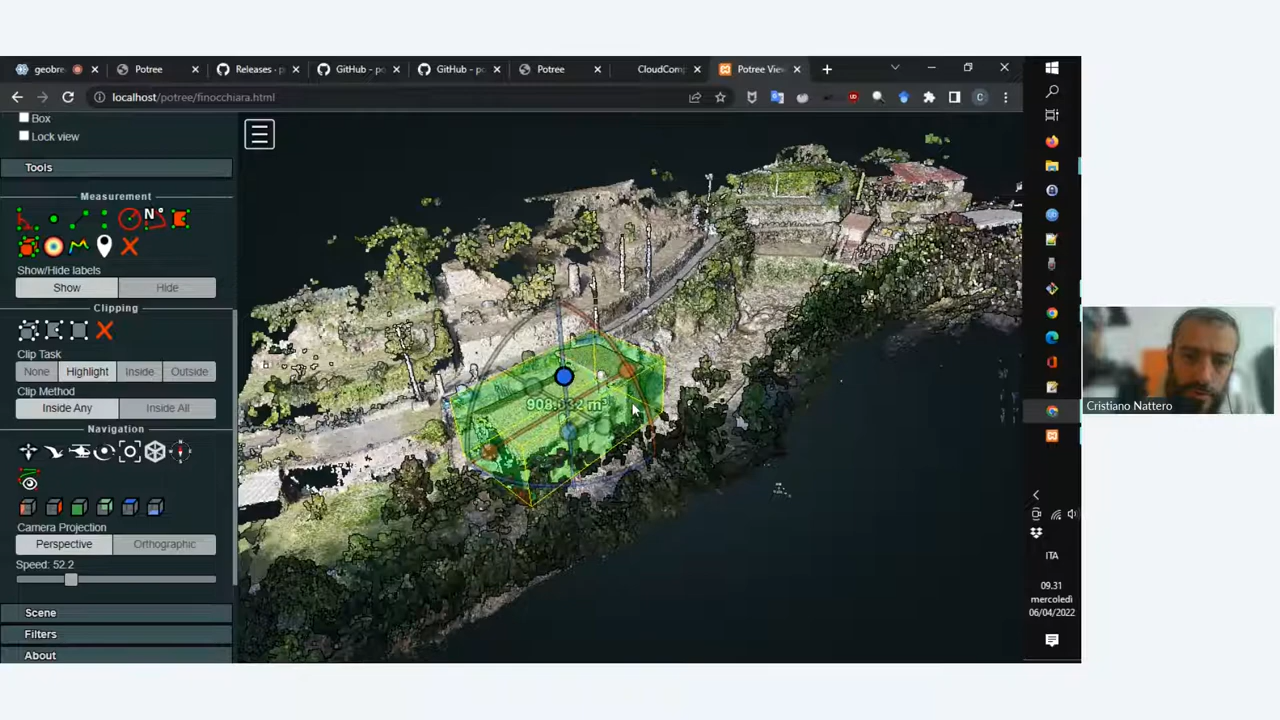 geobre
Potree
Releases · p
GitHub - po
GitHub - po
Potree
CloudComp
Potree View
localhost/potree/finocchiara.html
C
Box
Lock view
Tools
Measurement
N°
Show/Hide labels
Show Hide
Clipping
Clip Task
None Highlight Inside Outside
Clip Method
Inside Any Inside All
Navigation
Camera Projection
Perspective Orthographic
Speed: 52.2
Scene
Filters
About
Cristiano Nattero
ITA
09.31
mercoledì
06/04/2022